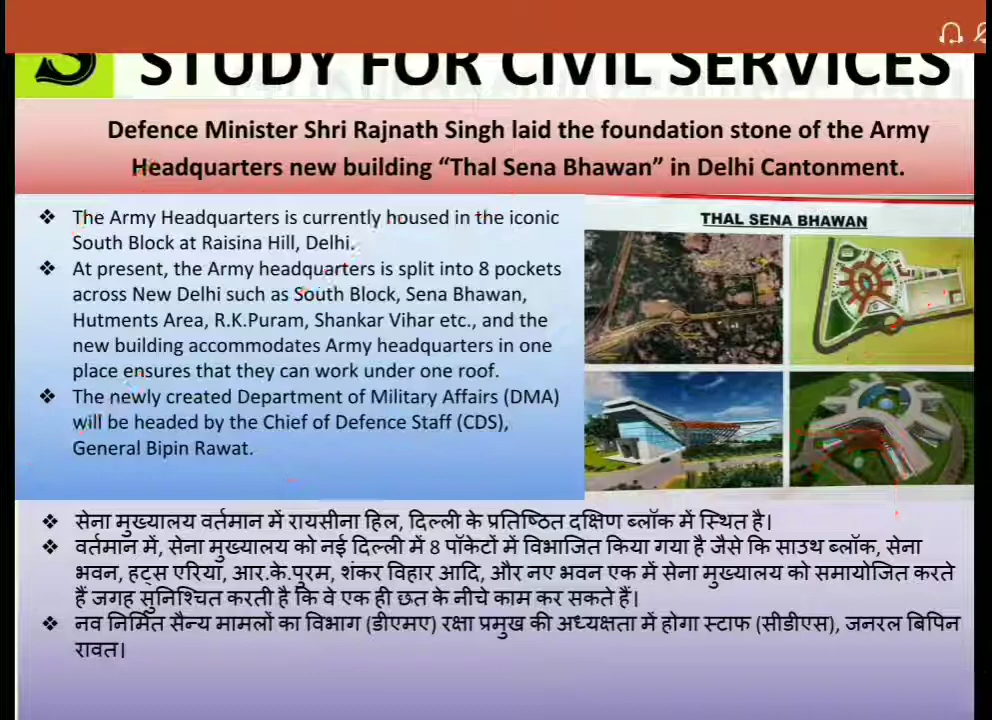 S STUDY FOR CIVIL SERVICES
Defence Minister Shri Rajnath Singh laid the foundation stone of the Army
Headquarters new building “Thal Sena Bhawan” in Delhi Cantonment.
❖ The Army Headquarters is currently housed in the iconic
South Block at Raisina Hill, Delhi.
❖ At present, the Army headquarters is split into 8 pockets
across New Delhi such as South Block, Sena Bhawan,
Hutments Area, R.K.Puram, Shankar Vihar etc., and the
new building accommodates Army headquarters in one
place ensures that they can work under one roof.
❖ The newly created Department of Military Affairs (DMA)
will be headed by the Chief of Defence Staff (CDS),
General Bipin Rawat.
THAL SENA BHAWAN
❖ सेना मुख्यालय वर्तमान में रायसीना हिल, दिल्ली के प्रतिष्ठित दक्षिण ब्लॉक में स्थित है।
❖ वर्तमान में, सेना मुख्यालय को नई दिल्ली में 8 पॉकेटों में विभाजित किया गया है जैसे कि साउथ ब्लॉक, सेना
भवन, हट्स एरिया, आर.के.पुरम, शंकर विहार आदि, और नए भवन एक में सेना मुख्यालय को समायोजित करते
हैं जगह सुनिश्चित करती है कि वे एक ही छत के नीचे काम कर सकते हैं।
❖ नव निर्मित सैन्य मामलों का विभाग (डीएमए) रक्षा प्रमुख की अध्यक्षता में होगा स्टाफ (सीडीएस), जनरल बिपिन
रावत।